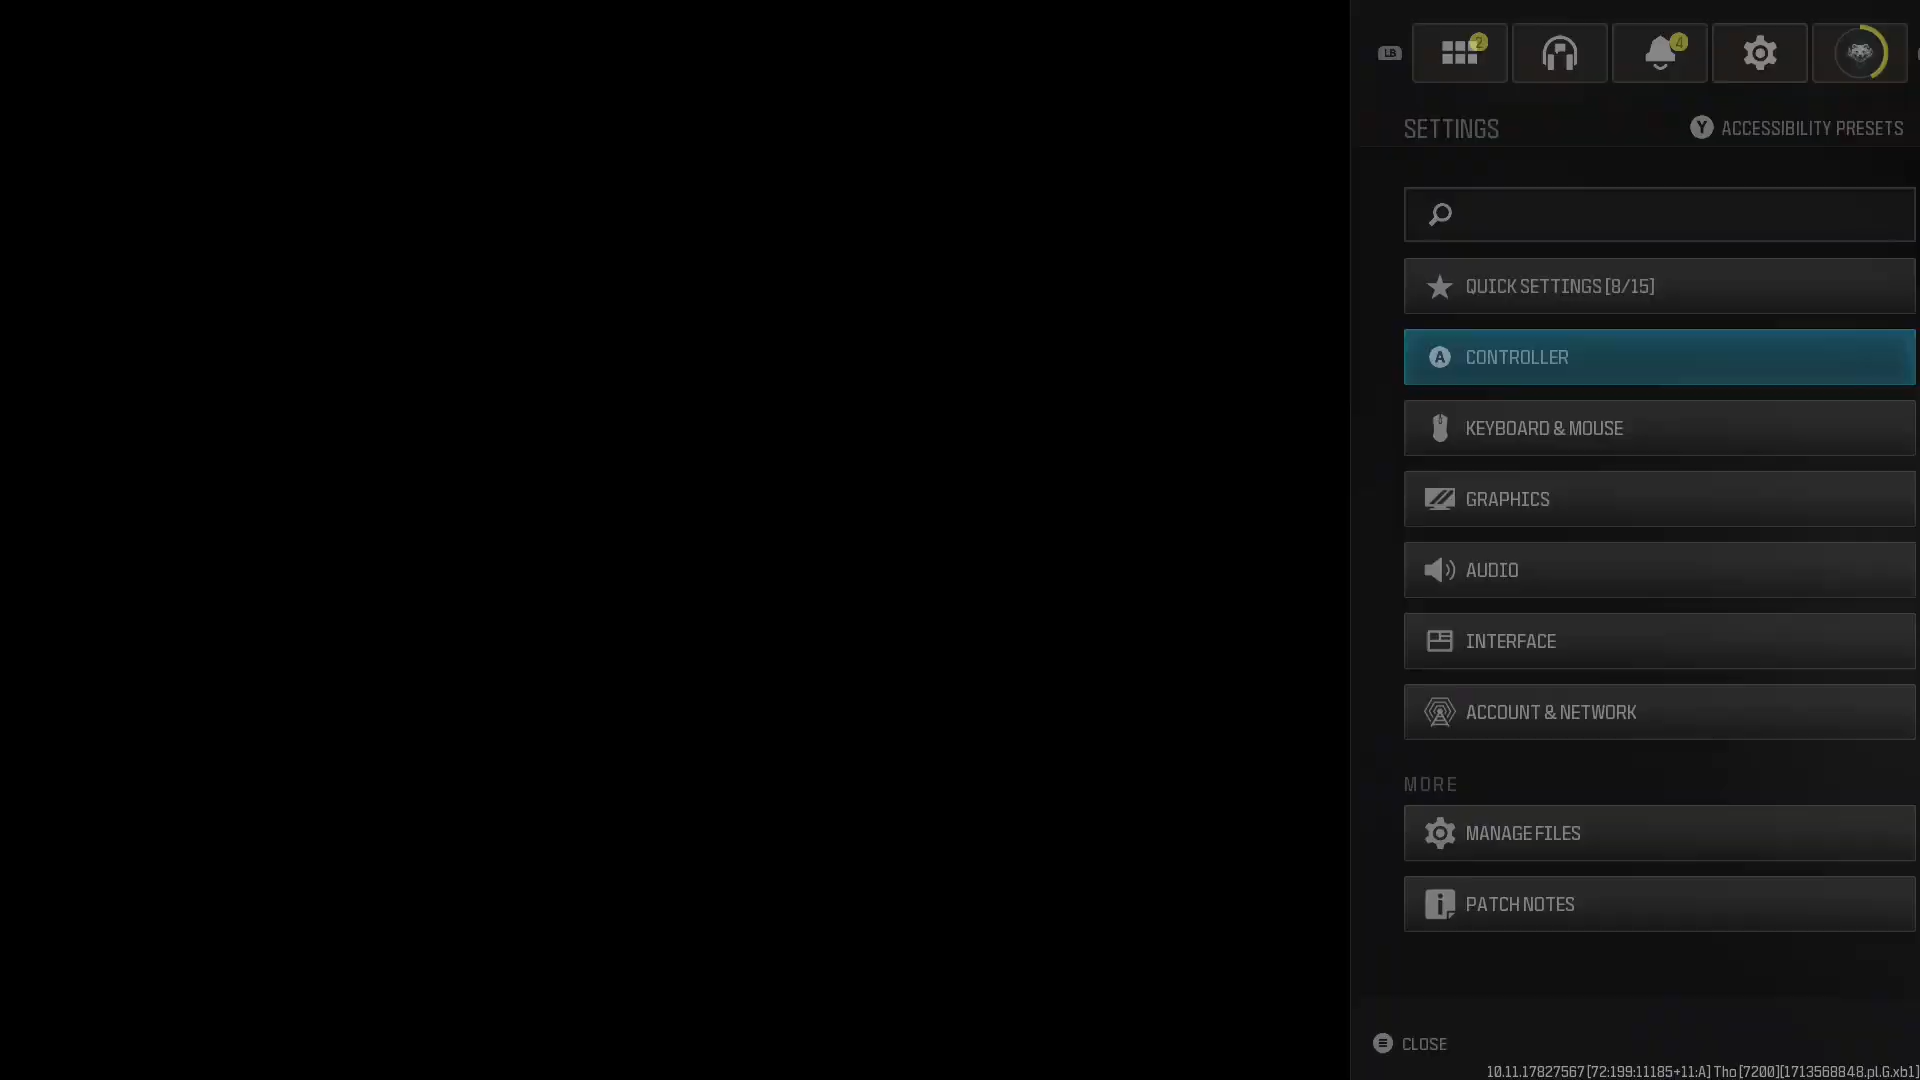 LB
2
4
SETTINGS
Y ACCESSIBILITY PRESETS
QUICK SETTINGS [8/15]
A CONTROLLER
KEYBOARD & MOUSE
GRAPHICS
AUDIO
INTERFACE
ACCOUNT & NETWORK
MORE
MANAGE FILES
PATCH NOTES
CLOSE
10.11.17827567 [72:199:11185+11:A] Tho [7200][1713568848.pl.G.xb1]